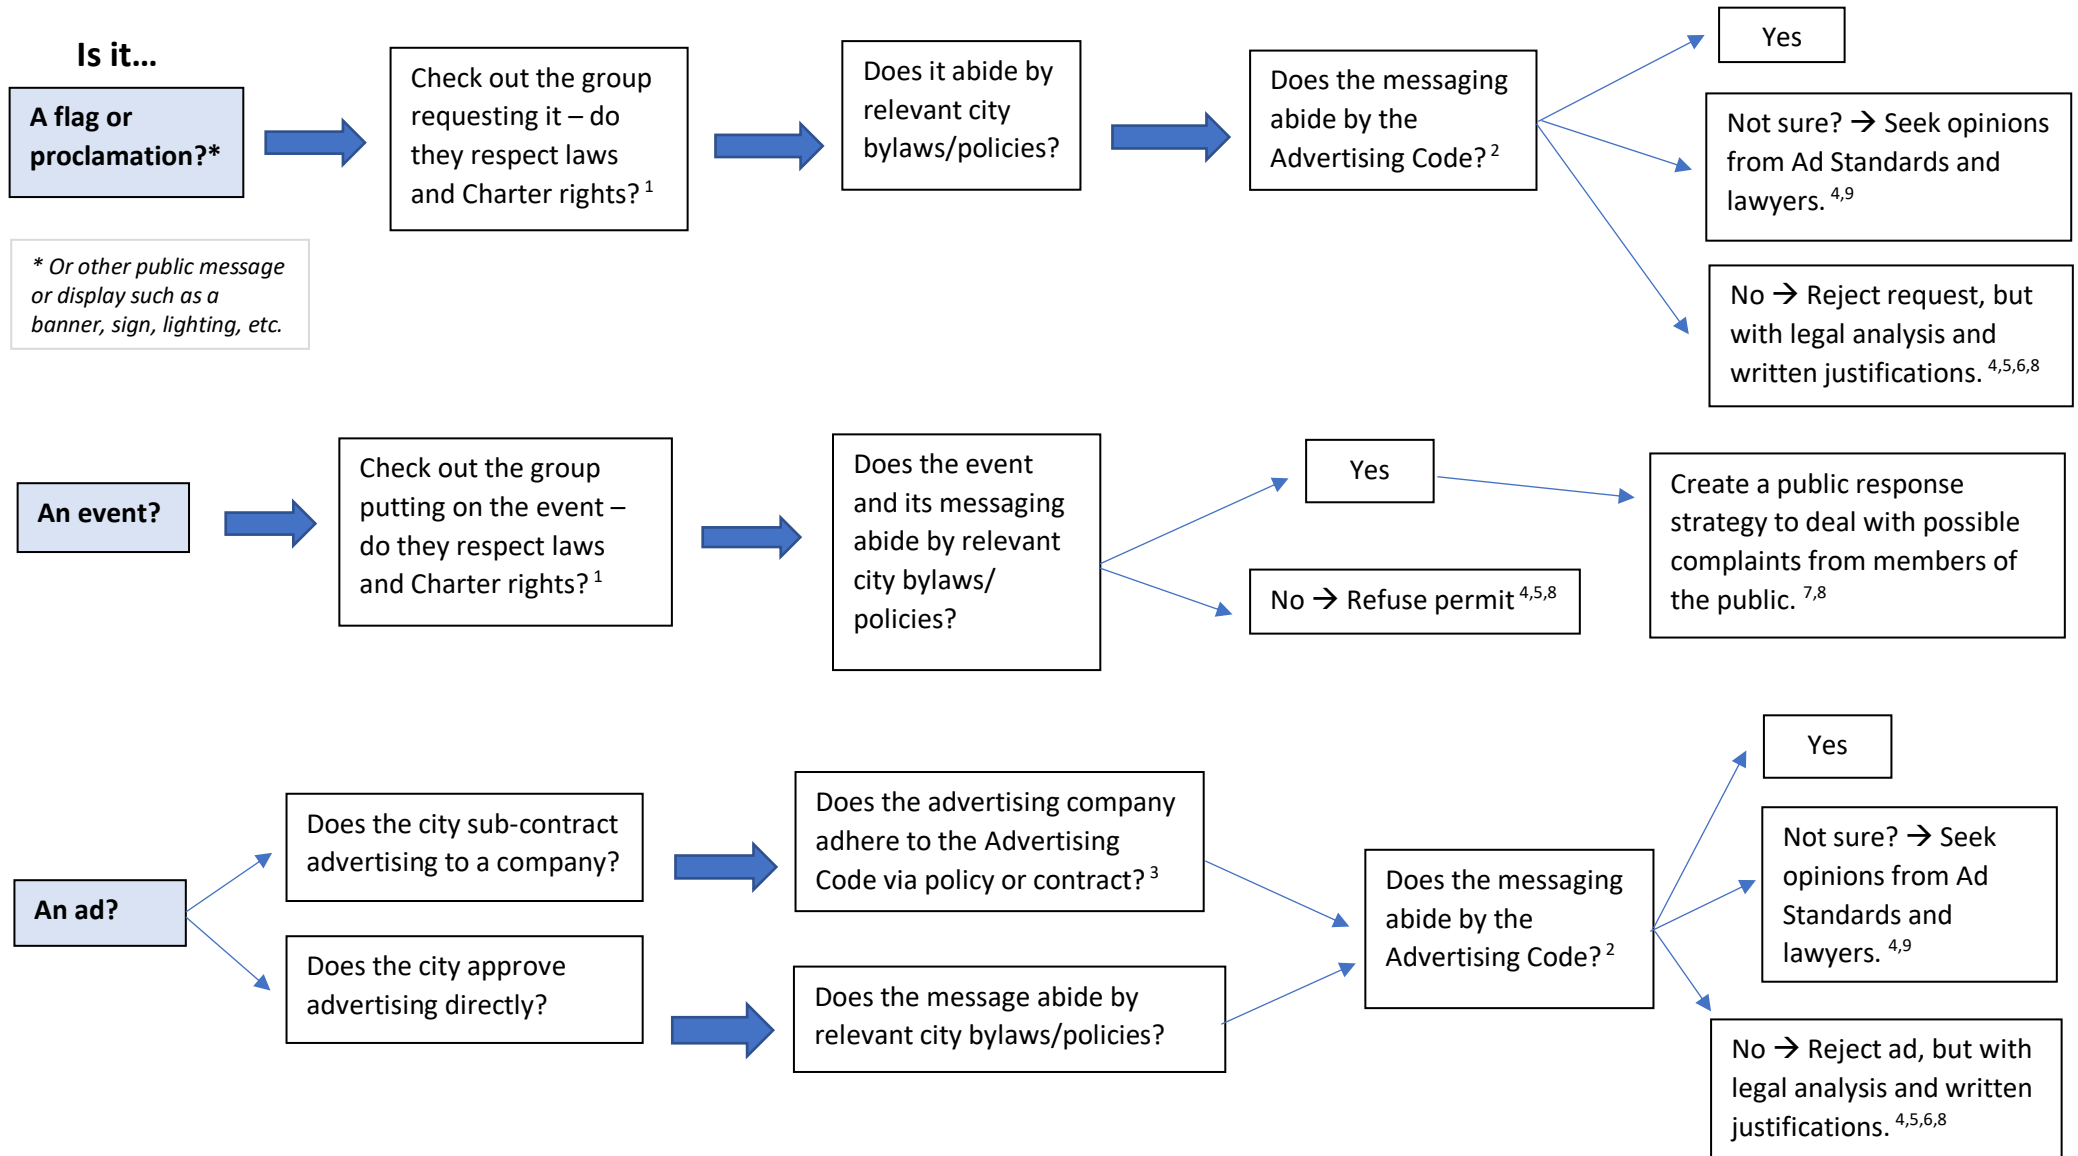 Is it…
A flag or
proclamation?*
* Or other public message
or display such as a
banner, sign, lighting, etc.
Check out the group
requesting it – do
they respect laws
and Charter rights? 1
Does it abide by
relevant city
bylaws/policies?
Does the messaging
abide by the
Advertising Code? 2
Yes
Not sure? → Seek opinions
from Ad Standards and
lawyers. 4,9
No → Reject request, but
with legal analysis and
written justifications. 4,5,6,8
An event?
Check out the group
putting on the event –
do they respect laws
and Charter rights? 1
Does the event
and its messaging
abide by relevant
city bylaws/
policies?
Yes
No → Refuse permit 4,5,8
Create a public response
strategy to deal with possible
complaints from members of
the public. 7,8
An ad?
Does the city sub-contract
advertising to a company?
Does the city approve
advertising directly?
Does the advertising company
adhere to the Advertising
Code via policy or contract? 3
Does the message abide by
relevant city bylaws/policies?
Does the messaging
abide by the
Advertising Code? 2
Yes
Not sure? → Seek
opinions from Ad
Standards and
lawyers. 4,9
No → Reject ad, but with
legal analysis and written
justifications. 4,5,6,8